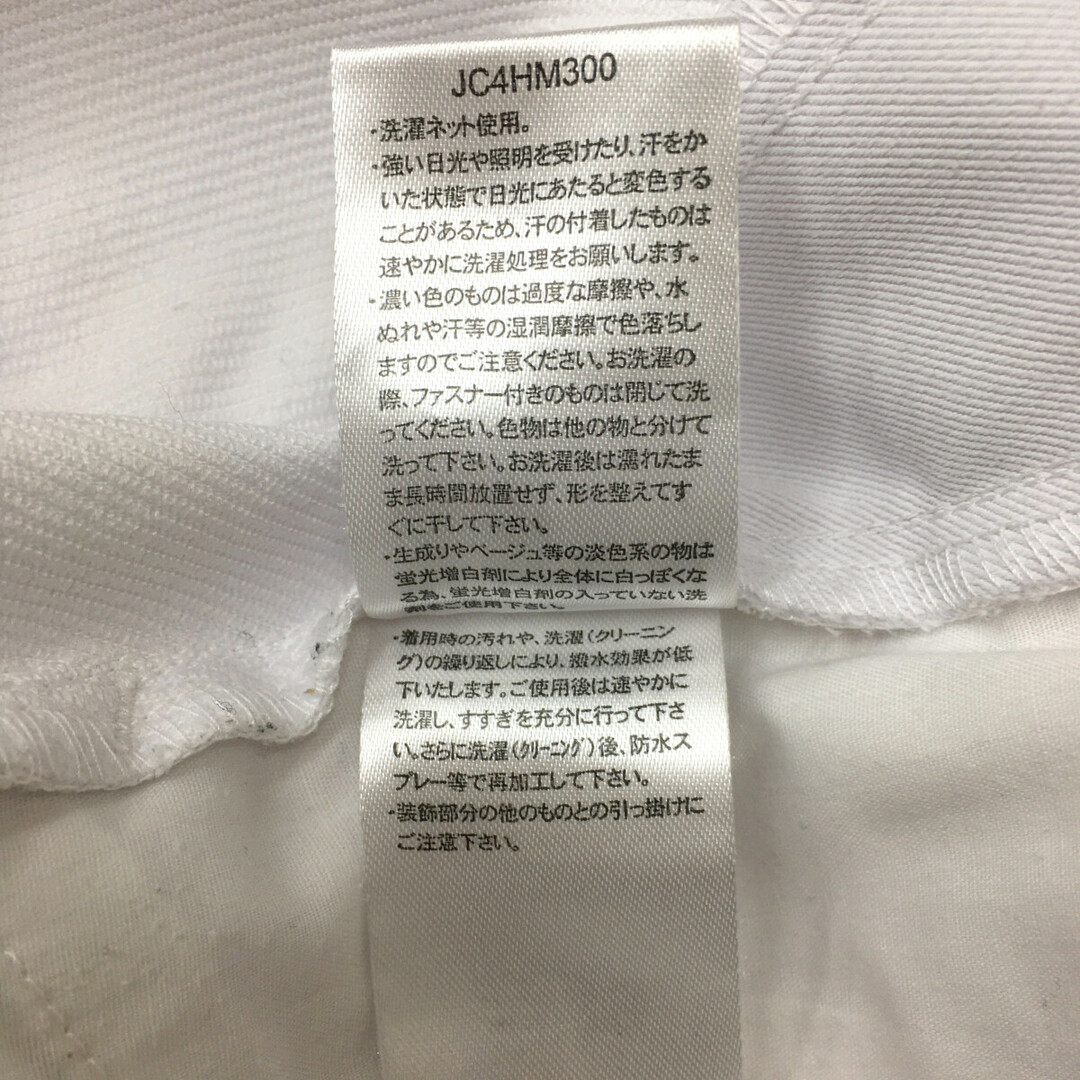 JC4HM300
・洗濯ネット使用。
・強い日光や照明を受けたり、汗をか
いた状態で日光にあたると変色する
ことがあるため、汗の付着したものは
速やかに洗濯処理をお願いします。
・濃い色のものは過度な摩擦や、水
ぬれや汗等の湿潤摩擦で色落ちし
ますのでご注意ください。お洗濯の
際、ファスナー付きのものは閉じて洗
ってください。色物は他の物と分けて
洗って下さい。お洗濯後は濡れたま
ま長時間放置せず、形を整えてす
ぐに干して下さい。
・生成りやベージュ等の淡色系の物は
蛍光増白剤により全体に白っぽくな
る為、蛍光増白剤の入っていない洗
剤をご使用下さい。
・着用時の汚れや、洗濯(クリーニン
グ)の繰り返しにより、撥水効果が低
下いたします。ご使用後は速やかに
洗濯し、すすぎを充分に行って下さ
い。さらに洗濯(クリーニング)後、防水ス
プレー等で再加工して下さい。
・装飾部分の他のものとの引っ掛けに
ご注意下さい。